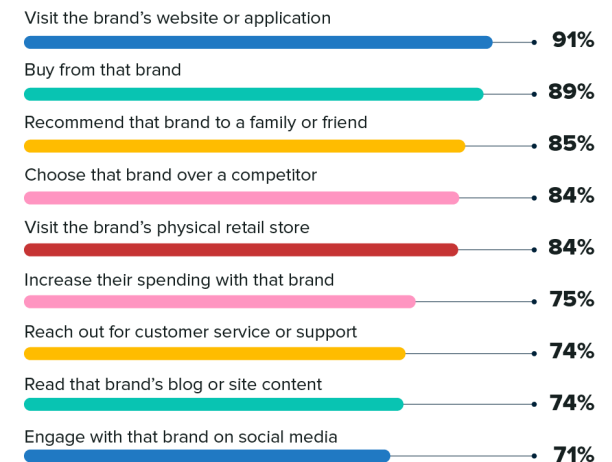 Visit the brand’s website or application
91%
Buy from that brand
89%
Recommend that brand to a family or friend
85%
Choose that brand over a competitor
84%
Visit the brand’s physical retail store
84%
Increase their spending with that brand
75%
Reach out for customer service or support
74%
Read that brand’s blog or site content
74%
Engage with that brand on social media
71%